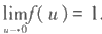 lim f(u) = 1.
u→0